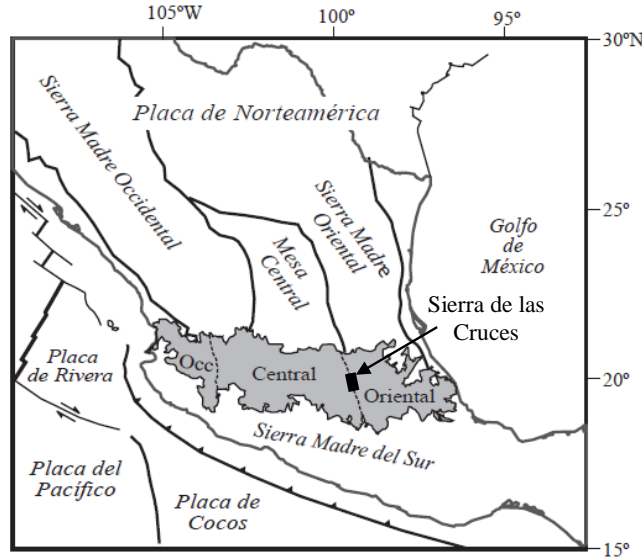 105°W
100°
95°
30°N
Placa de Norteamérica
Sierra Madre Occidental
Sierra Madre
Oriental
Mesa
Central
Golfo
de
México
25°
Sierra de las
Cruces
Occ
Central
Oriental
20°
Placa
de Rivera
Sierra Madre del Sur
Placa del
Pacífico
Placa de
Cocos
15°